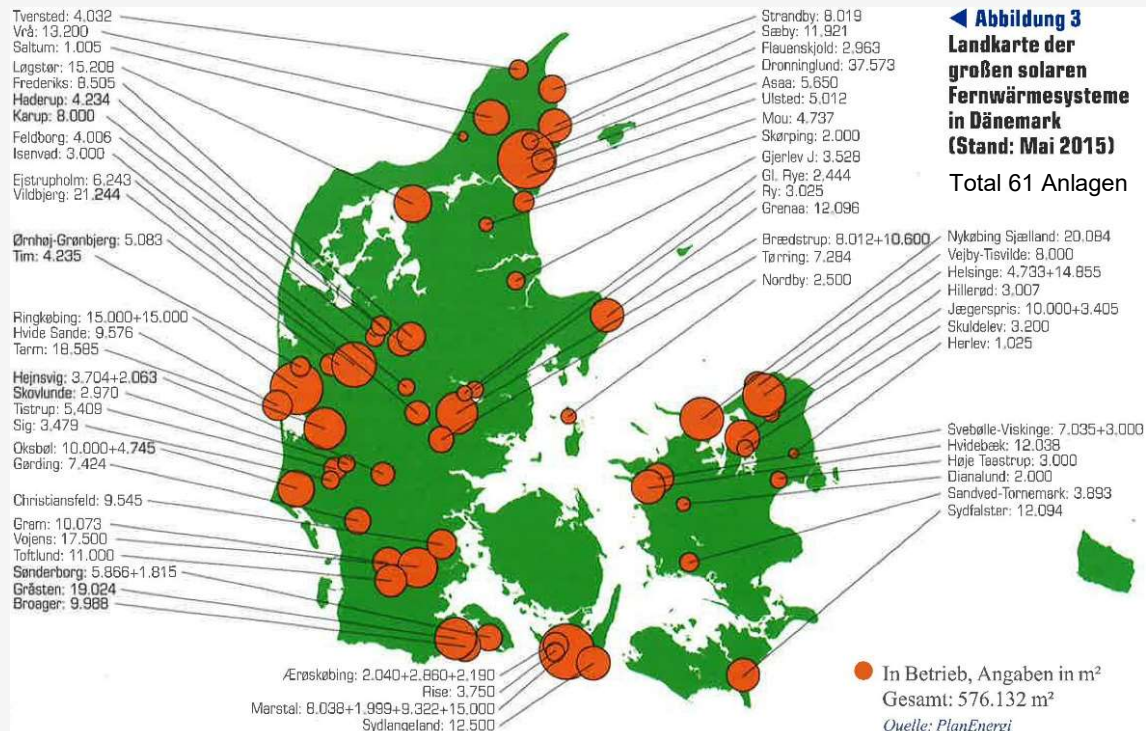 Tversted: 4.032
Vrå: 13.200
Saltum: 1.005
Løgstør: 15.208
Frederiks: 8.505
Haderup: 4.234
Karup: 8.000
Feldborg: 4.006
Isenvad: 3.000
Ejstrupholm: 6.243
Vildbjerg: 21.244
Ørnhøj-Grønbjerg: 5.083
Tim: 4.235
Ringkøbing: 15.000+15.000
Hvide Sande: 9.576
Tarm: 18.585
Hejnsvig: 3.704+2.063
Skovlunde: 2.970
Tistrup: 5,409
Sig: 3,479
Oksbøl: 10.000+4.745
Gørding: 7.424
Christiansfeld: 9.545
Gram: 10.073
Vojens: 17.500
Toftlund: 11.000
Sønderborg: 5.866+1.815
Gråsten: 19.024
Broager: 9.988
Ærøskøbing: 2.040+2.860+2.190
Rise: 3.750
Marstal: 8.038+1.999+9.322+15.000
Sydlangeland: 12.500
Strandby: 8.019
Sæby: 11.921
Flauenskjold: 2.963
Dronninglund: 37.573
Asaa: 5.650
Ulsted: 5.012
Mou: 4.737
Skørping: 2.000
Gjerlev J: 3.528
Gl. Rye: 2.444
Ry: 3.025
Grenaa: 12.096
Brædstrup: 8.012+10.600
Tørring: 7.284
Nordby: 2,500
◀ Abbildung 3
Landkarte der
großen solaren
Fernwärmesysteme
in Dänemark
(Stand: Mai 2015)
Total 61 Anlagen
Nykøbing Sjælland: 20.084
Vejby-Tisvilde: 8.000
Helsinge: 4.733+14.855
Hillerød: 3,007
Jægerspris: 10.000+3.405
Skuldelev: 3.200
Herlev: 1.025
Svebølle-Viskinge: 7.035+3.000
Hvidebæk: 12.038
Høje Taastrup: 3.000
Dianalund: 2.000
Sandved-Tornemark: 3.893
Sydfalster: 12.094
In Betrieb, Angaben in m²
Gesamt: 576.132 m²
Quelle: PlanEnergi